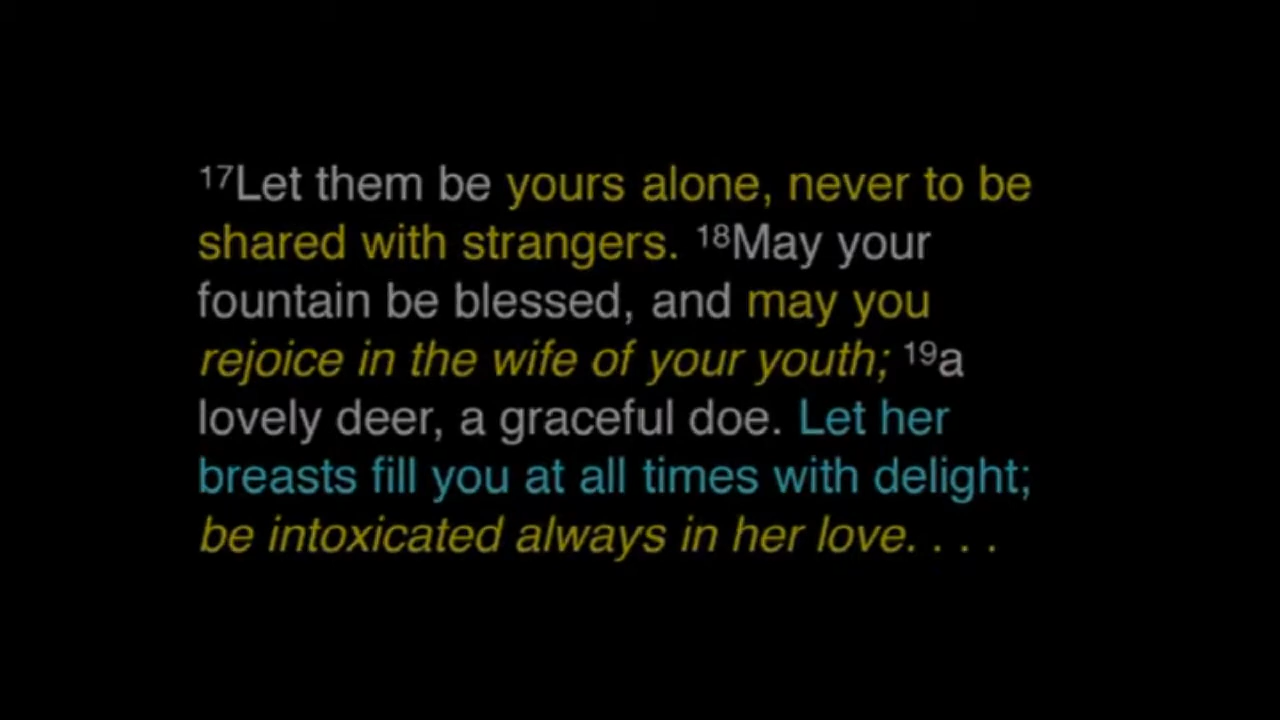 ¹⁷Let them be yours alone, never to be
shared with strangers. ¹⁸May your
fountain be blessed, and may you
rejoice in the wife of your youth; ¹⁹a
lovely deer, a graceful doe. Let her
breasts fill you at all times with delight;
be intoxicated always in her love. . . .